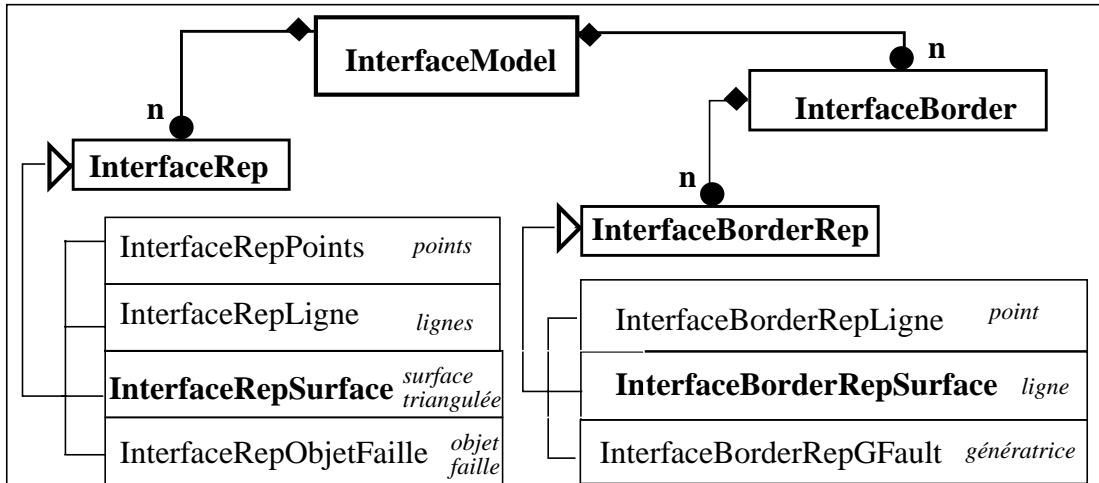 InterfaceModel
n
n
InterfaceBorder
InterfaceRep
n
InterfaceBorderRep
InterfaceRepPoints points
InterfaceRepLigne lignes
InterfaceRepSurface surface
triangulée
InterfaceRepObjetFaille objet
faille
InterfaceBorderRepLigne point
InterfaceBorderRepSurface ligne
InterfaceBorderRepGFault génératrice